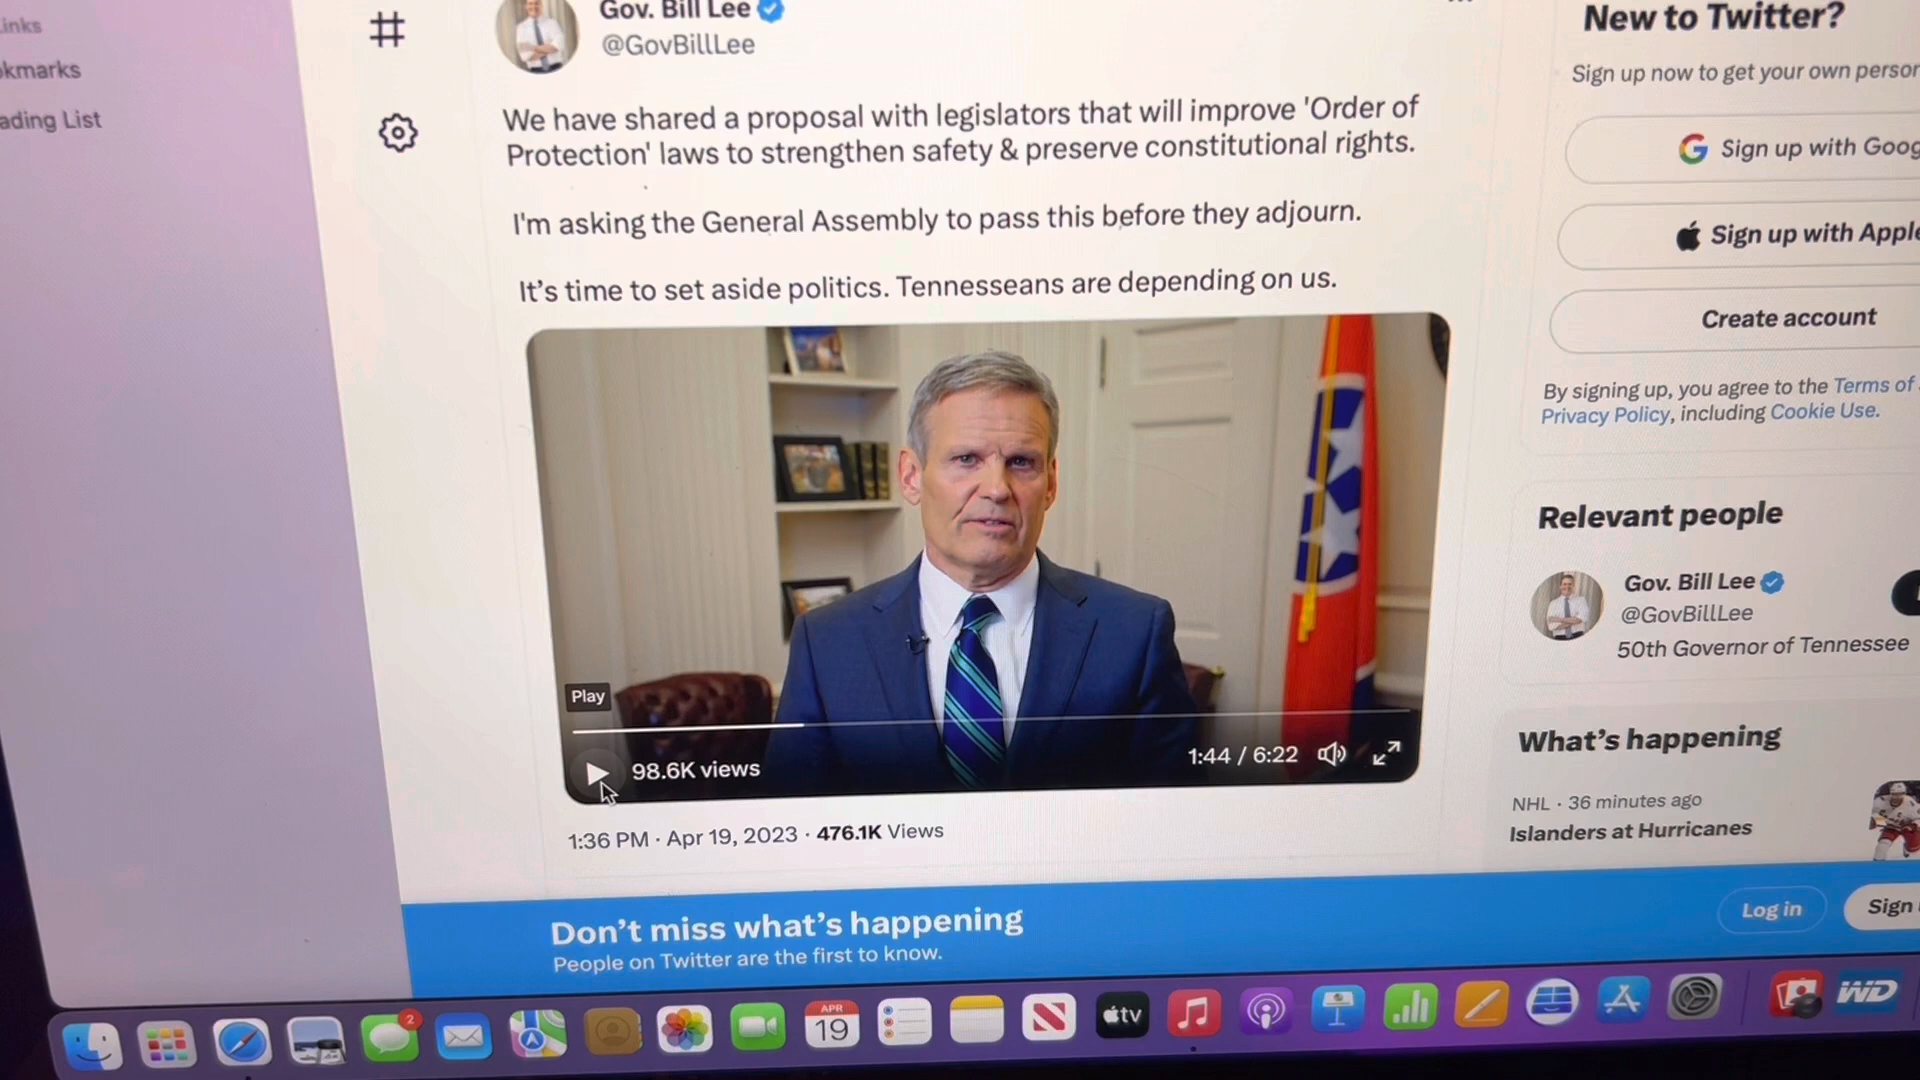 inks
kmarks
ading List
Gov. Bill Lee
@GovBillLee
We have shared a proposal with legislators that will improve 'Order of
Protection' laws to strengthen safety & preserve constitutional rights.
I'm asking the General Assembly to pass this before they adjourn.
It's time to set aside politics. Tennesseans are depending on us.
Play
98.6K views
1:44 / 6:22
1:36 PM · Apr 19, 2023 · 476.1K Views
New to Twitter?
Sign up now to get your own person
Sign up with Goog
Sign up with Apple
Create account
By signing up, you agree to the Terms of
Privacy Policy, including Cookie Use.
Relevant people
Gov. Bill Lee
@GovBillLee
50th Governor of Tennessee
What's happening
NHL · 36 minutes ago
Islanders at Hurricanes
Don't miss what's happening
People on Twitter are the first to know.
Log in
Sign
2
APR
19
tv
WD